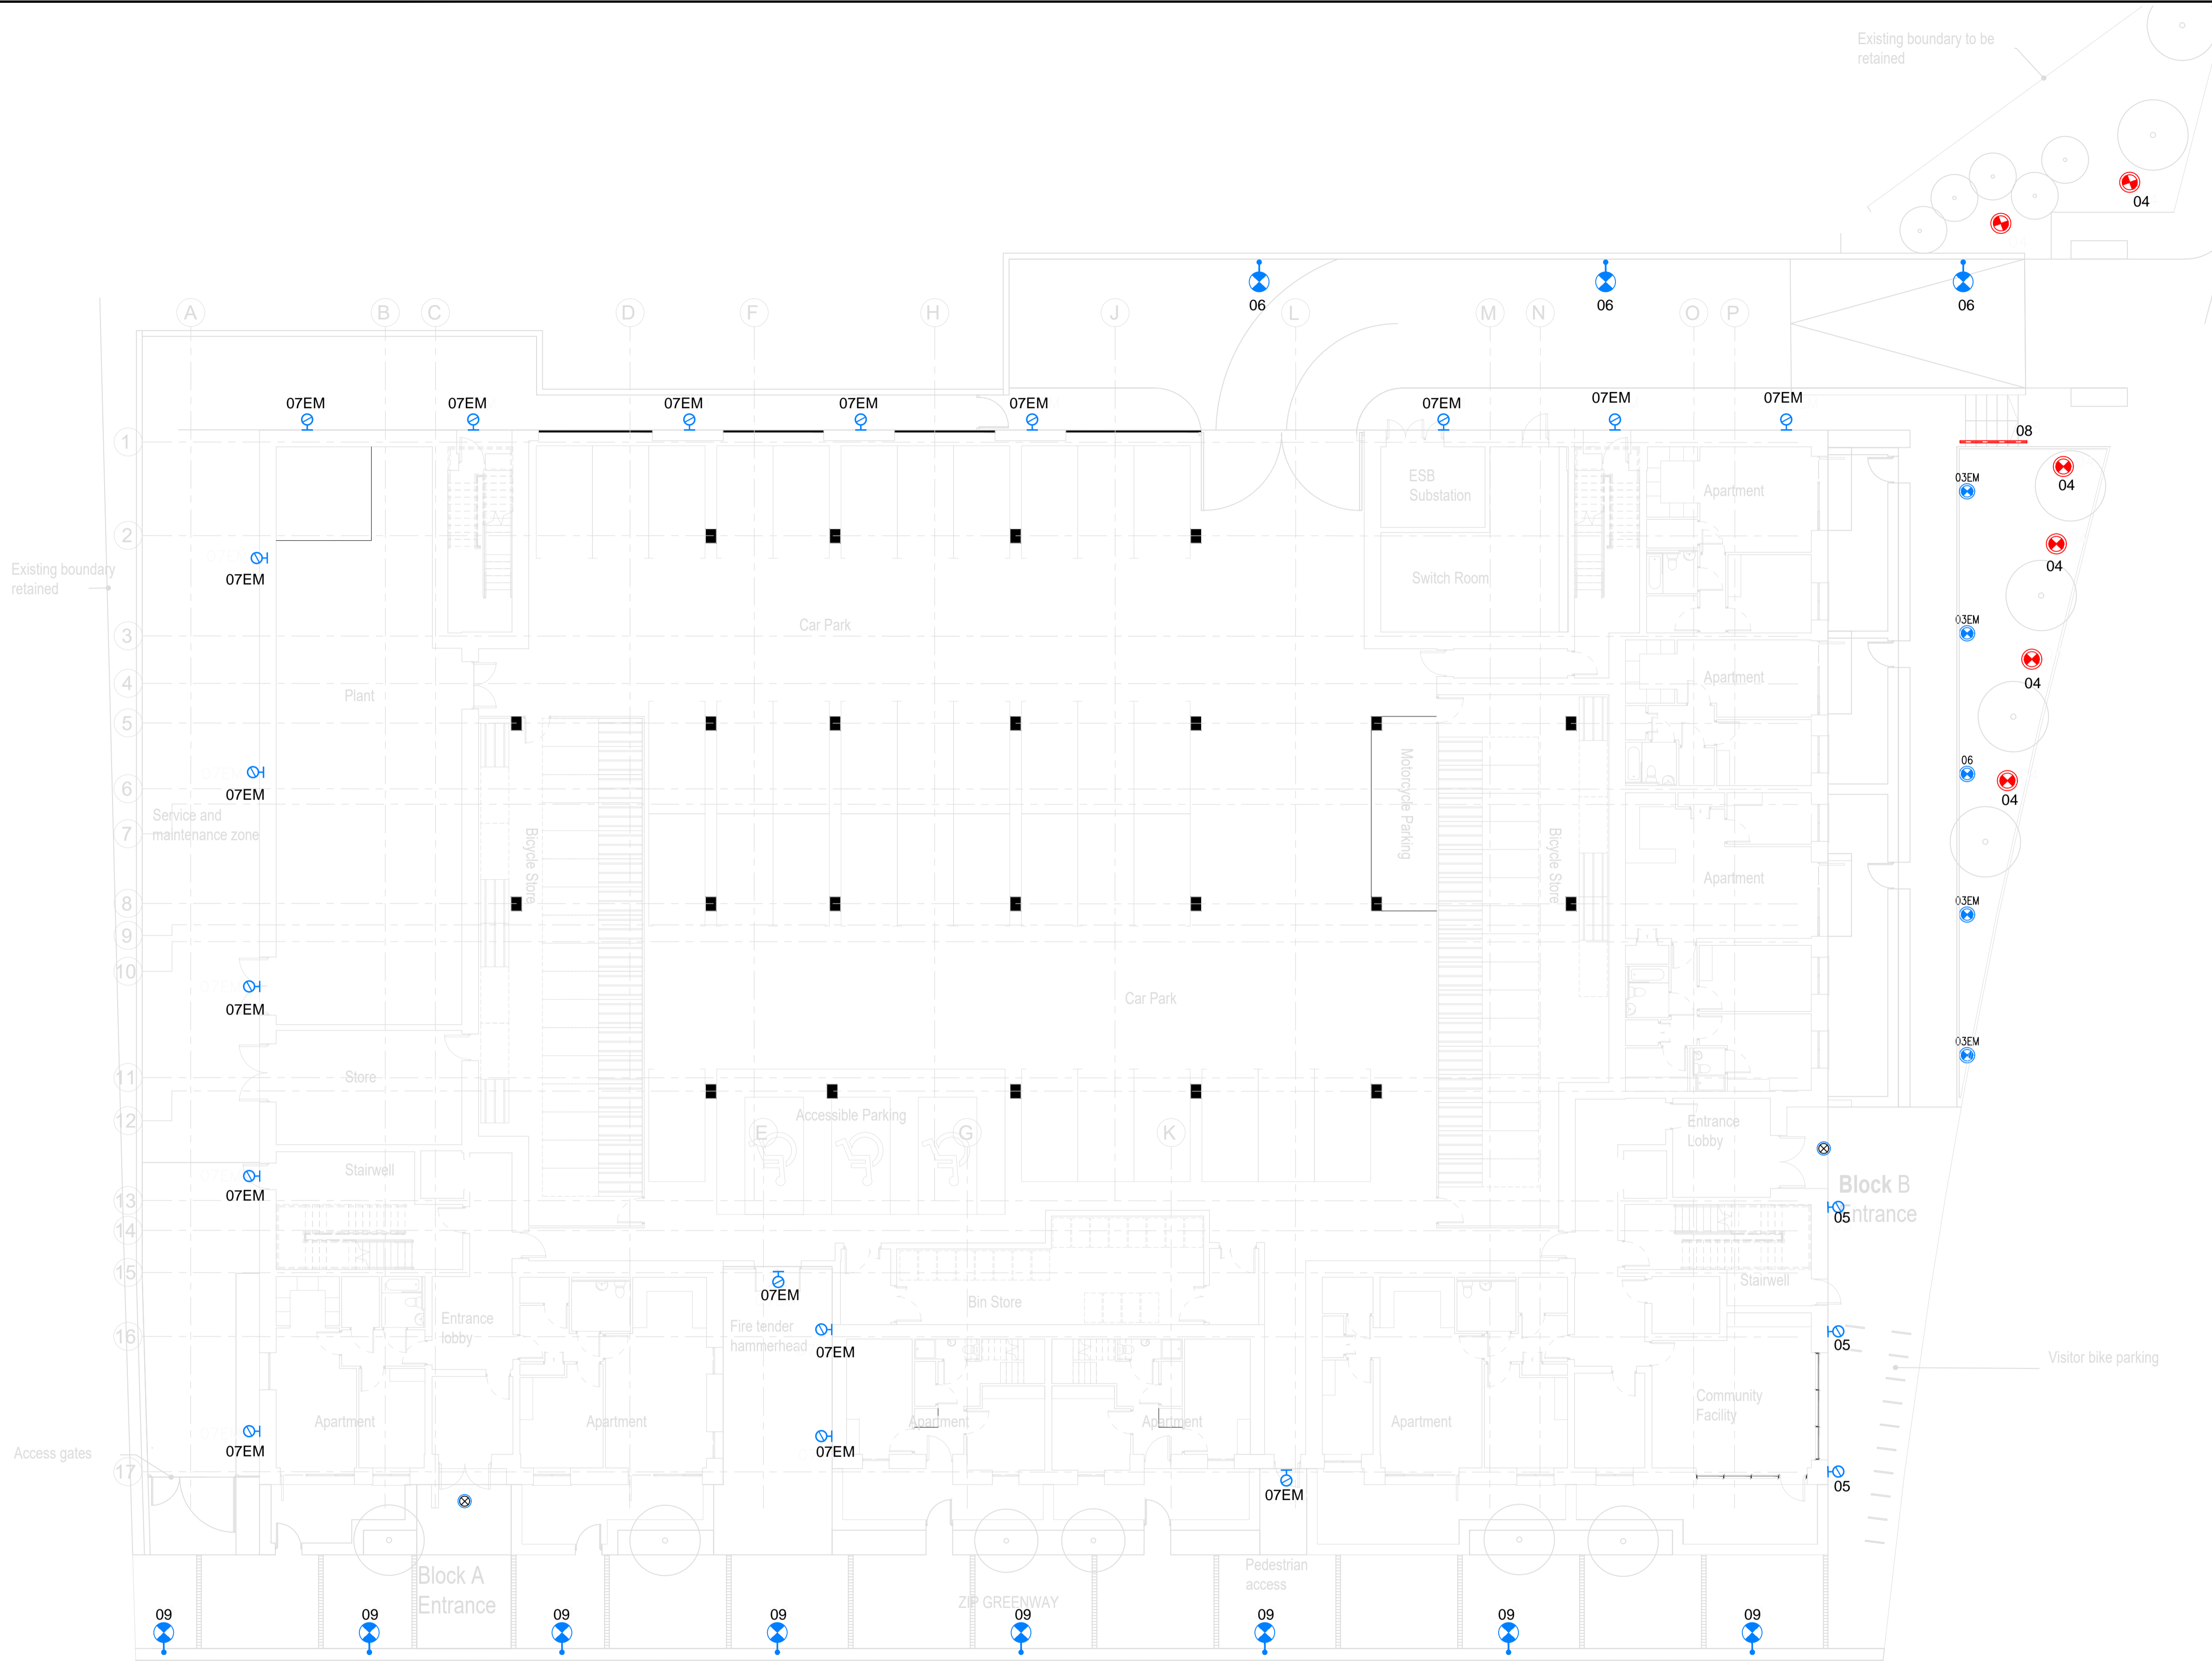 Existing boundary to be
retained
04
06
06
06
A
B
C
D
F
H
J
L
M
N
O
P
07EM
07EM
07EM
07EM
07EM
07EM
07EM
07EM
1
08
ESB
Substation
Apartment
03EM
04
2
Existing boundary
retained
07EM
Switch Room
04
3
Car Park
03EM
4
Plant
Apartment
04
5
Motorcycle Parking
06
6
07EM
04
7
Service and
maintenance zone
Bicycle Store
Bicycle Store
8
Apartment
03EM
9
10
07EM
Car Park
03EM
11
Store
12
Accessible Parking
E
G
K
Entrance
Lobby
Stairwell
07EM
Block B
Entrance
13
05
14
15
07EM
Stairwell
Bin Store
16
Entrance
lobby
Fire tender
hammerhead
07EM
05
Visitor bike parking
Community
Facility
Apartment
Apartment
Apartment
Apartment
Apartment
Access gates
07EM
07EM
17
07EM
05
Block A
Entrance
Pedestrian
access
ZIP GREENWAY
09
09
09
09
09
09
09
09